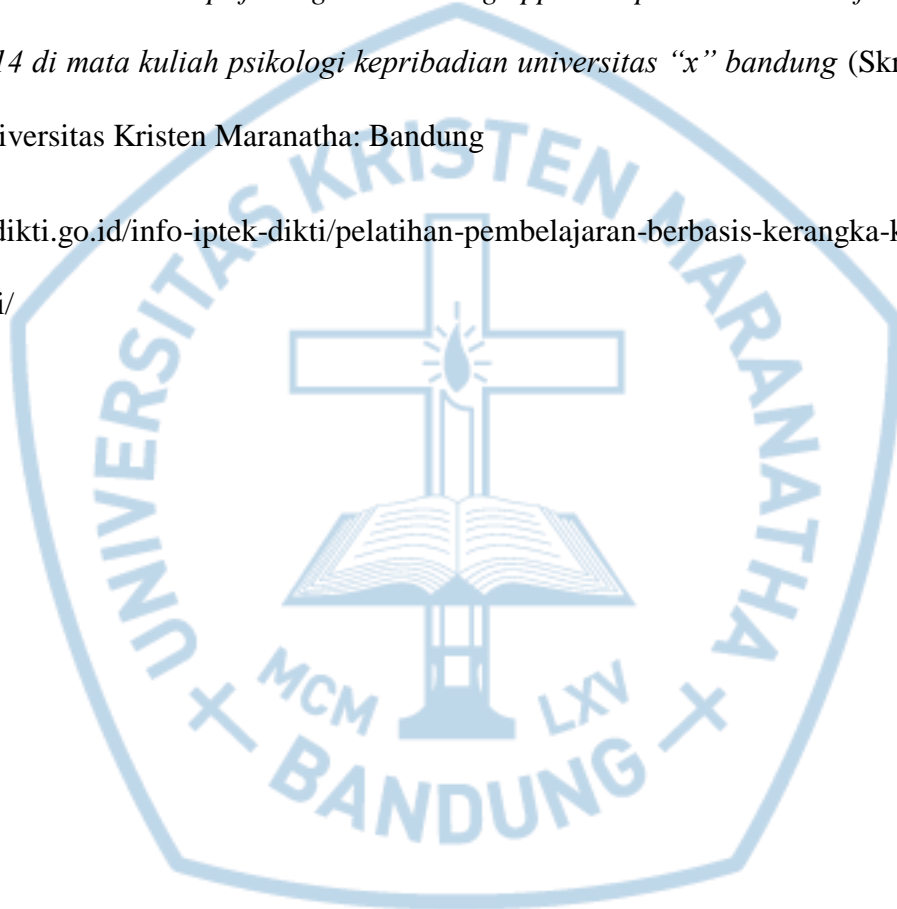 14 di mata kuliah psikologi kepribadian universitas “x” bandung (Skr
iversitas Kristen Maranatha: Bandung
dikti.go.id/info-iptek-dikti/pelatihan-pembelajaran-berbasis-kerangka-k
i/
UNIVERSITAS KRISTEN MARANATHA
MCM LXV
BANDUNG